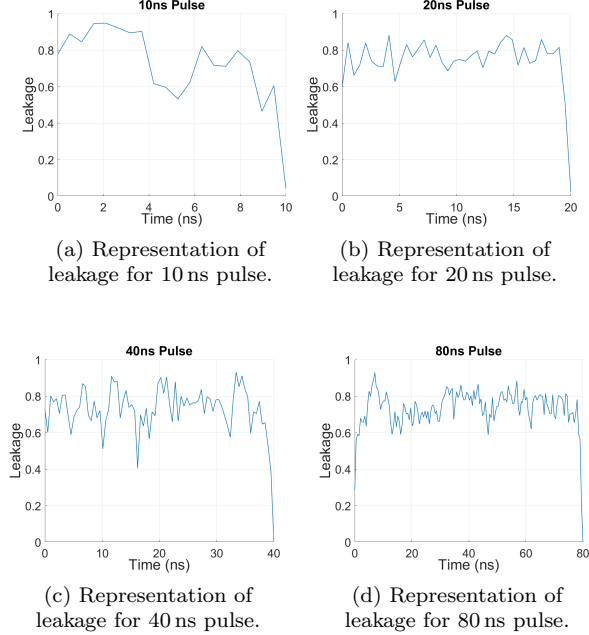 10ns Pulse
1
0.8
0.6
0.4
0.2
0
Leakage
0 2 4 6 8 10
Time (ns)
(a) Representation of
leakage for 10 ns pulse.
20ns Pulse
1
0.8
0.6
0.4
0.2
0
Leakage
0 5 10 15 20
Time (ns)
(b) Representation of
leakage for 20 ns pulse.
40ns Pulse
1
0.8
0.6
0.4
0.2
0
Leakage
0 10 20 30 40
Time (ns)
(c) Representation of
leakage for 40 ns pulse.
80ns Pulse
1
0.8
0.6
0.4
0.2
0
Leakage
0 20 40 60 80
Time (ns)
(d) Representation of
leakage for 80 ns pulse.